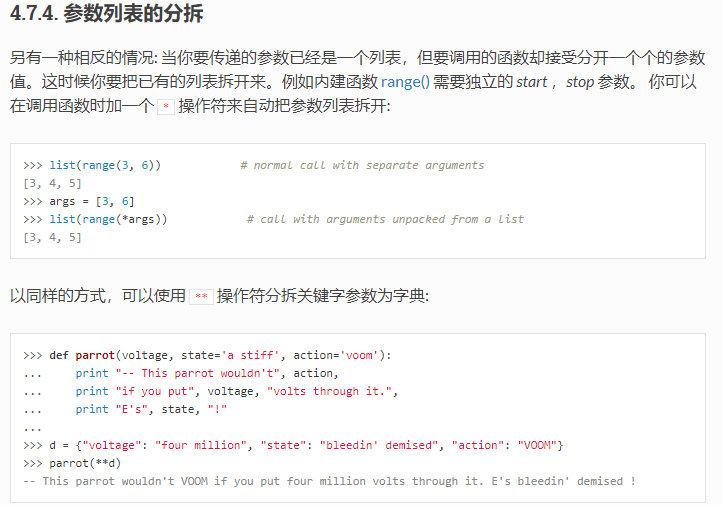 4.7.4. 参数列表的分拆
另有一种相反的情况: 当你要传递的参数已经是一个列表，但要调用的函数却接受分开一个个的参数
值。这时候你要把已有的列表拆开来。例如内建函数 range() 需要独立的 start ，stop 参数。 你可以
在调用函数时加一个 * 操作符来自动把参数列表拆开:
>>> list(range(3, 6))            # normal call with separate arguments
[3, 4, 5]
>>> args = [3, 6]
>>> list(range(*args))            # call with arguments unpacked from a list
[3, 4, 5]
以同样的方式，可以使用 ** 操作符分拆关键字参数为字典:
>>> def parrot(voltage, state='a stiff', action='voom'):
...     print "-- This parrot wouldn't", action,
...     print "if you put", voltage, "volts through it.",
...     print "E's", state, "!"
...
>>> d = {"voltage": "four million", "state": "bleedin' demised", "action": "VOOM"}
>>> parrot(**d)
-- This parrot wouldn't VOOM if you put four million volts through it. E's bleedin' demised !